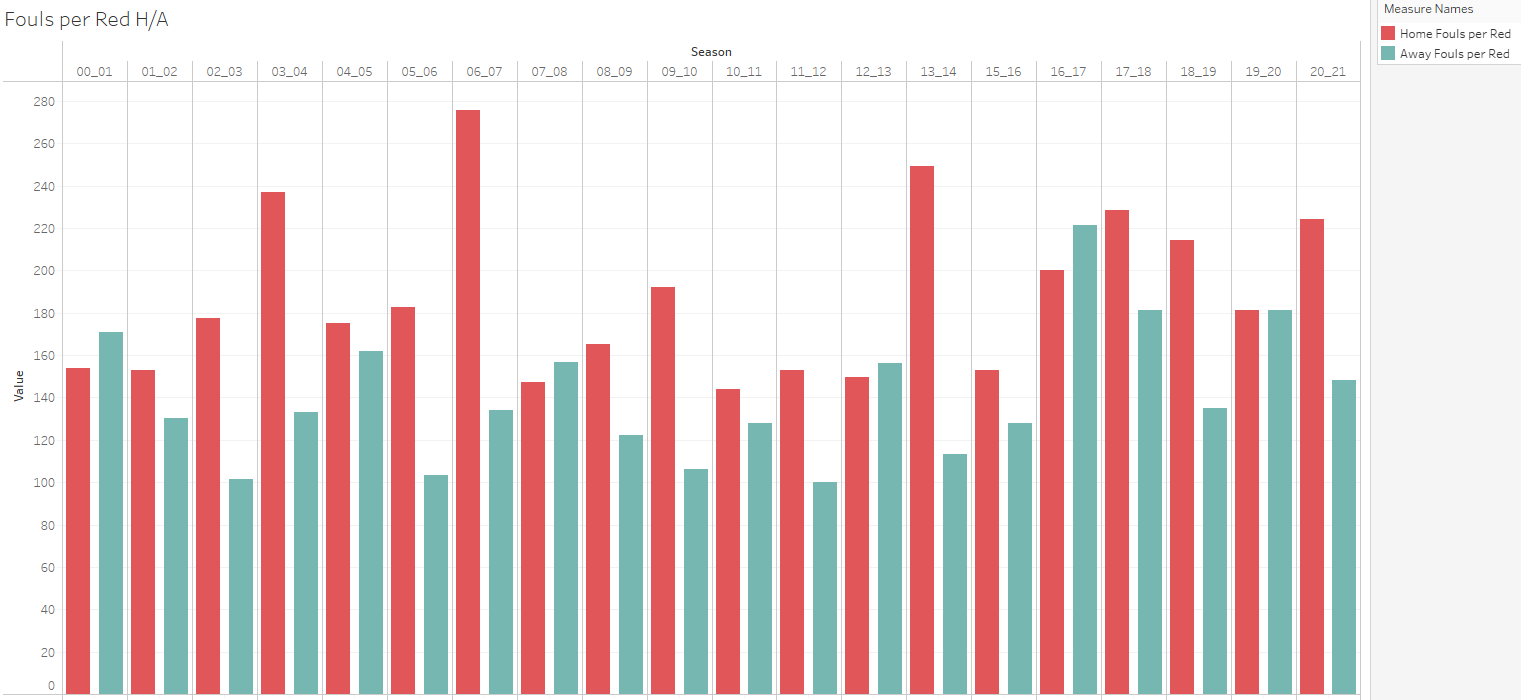 Fouls per Red H/A
Measure Names
Home Fouls per Red
Away Fouls per Red
Season
00_01 01_02 02_03 03_04 04_05 05_06 06_07 07_08 08_09 09_10 10_11 11_12 12_13 13_14 15_16 16_17 17_18 18_19 19_20 20_21
280
260
240
220
200
180
160
140
120
100
80
60
40
20
0
Value